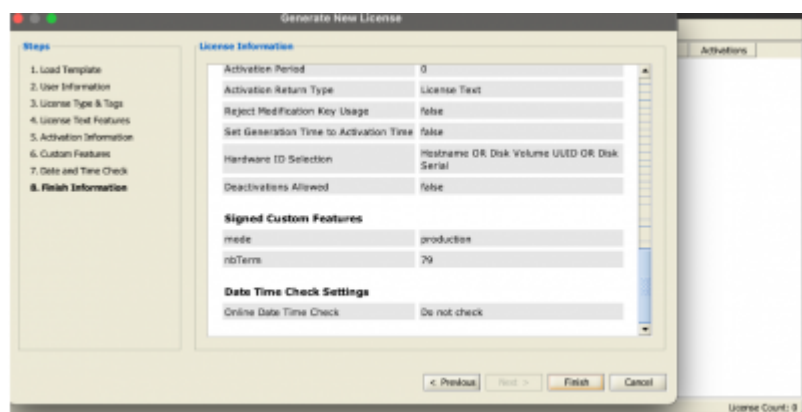 Generate New License
Steps
1. Load Template
2. User Information
3. License Type & Tags
4. License Text Features
5. Activation Information
6. Custom Features
7. Date and Time Check
8. Finish Information
License Information
Activation Period 0
Activation Return Type License Text
Reject Modification Key Usage false
Set Generation Time to Activation Time false
Hardware ID Selection Hostname OR Disk Volume UUID OR Disk
Serial
Deactivations Allowed false
Signed Custom Features
mode production
nbTerm 79
Date Time Check Settings
Online Date Time Check Do not check
< Previous Next > Finish Cancel
Activations
License Count: 0